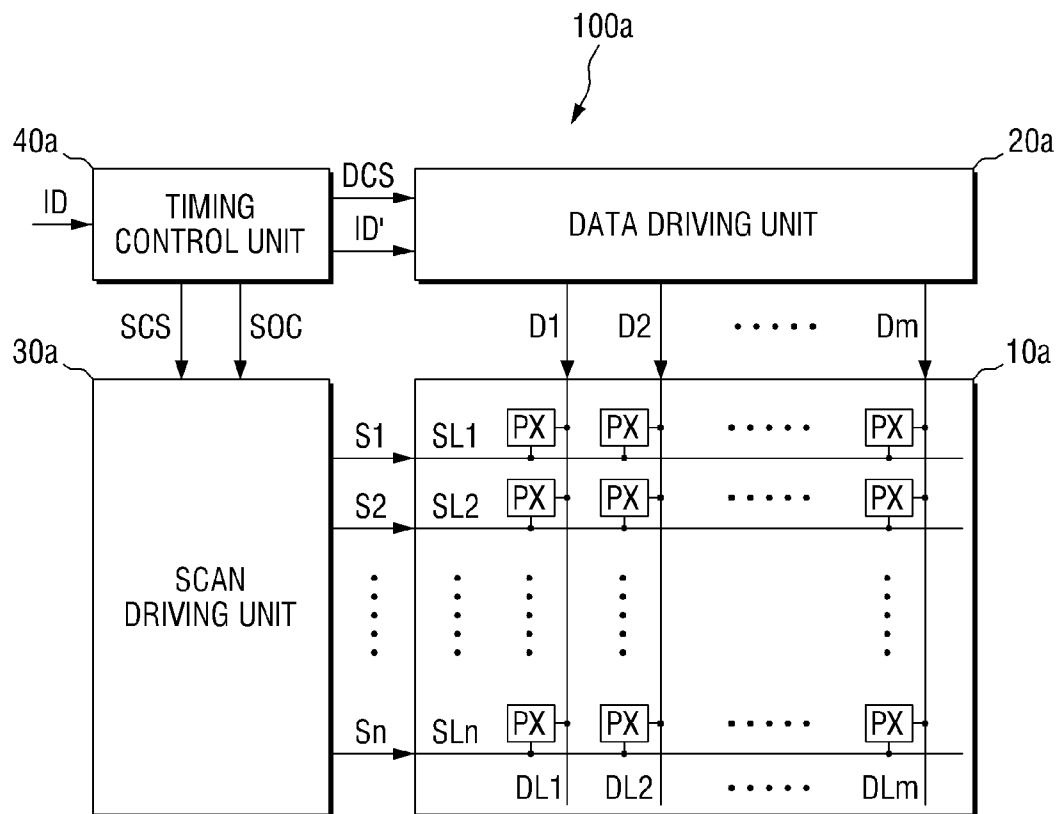 100a
40a
20a
ID
TIMING
CONTROL UNIT
DCS
ID'
DATA DRIVING UNIT
SCS
SOC
D1
D2
Dm
30a
10a
SCAN
DRIVING UNIT
S1
SL1
PX
PX
PX
S2
SL2
PX
PX
PX
Sn
SLn
PX
PX
PX
DL1
DL2
DLm